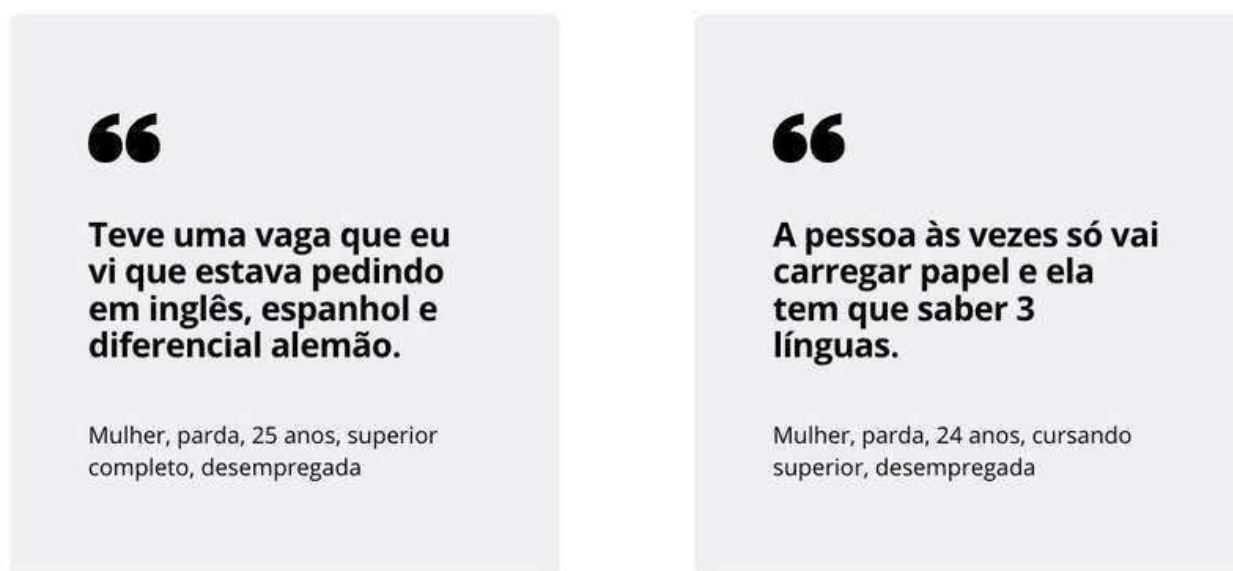 “
Teve uma vaga que eu
vi que estava pedindo
em inglês, espanhol e
diferencial alemão.
Mulher, parda, 25 anos, superior
completo, desempregada
“
A pessoa às vezes só vai
carregar papel e ela
tem que saber 3
línguas.
Mulher, parda, 24 anos, cursando
superior, desempregada